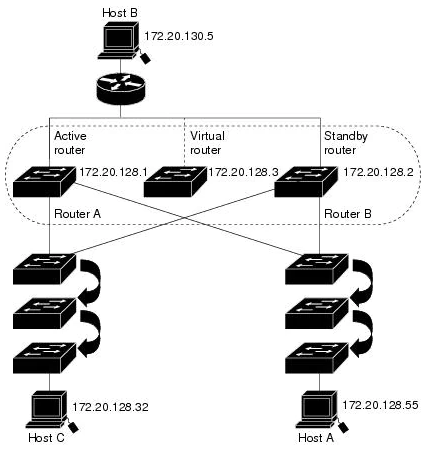 Host B
172.20.130.5
Active
router
Virtual
router
Standby
router
172.20.128.1
172.20.128.3
172.20.128.2
Router A
Router B
172.20.128.32
172.20.128.55
Host C
Host A